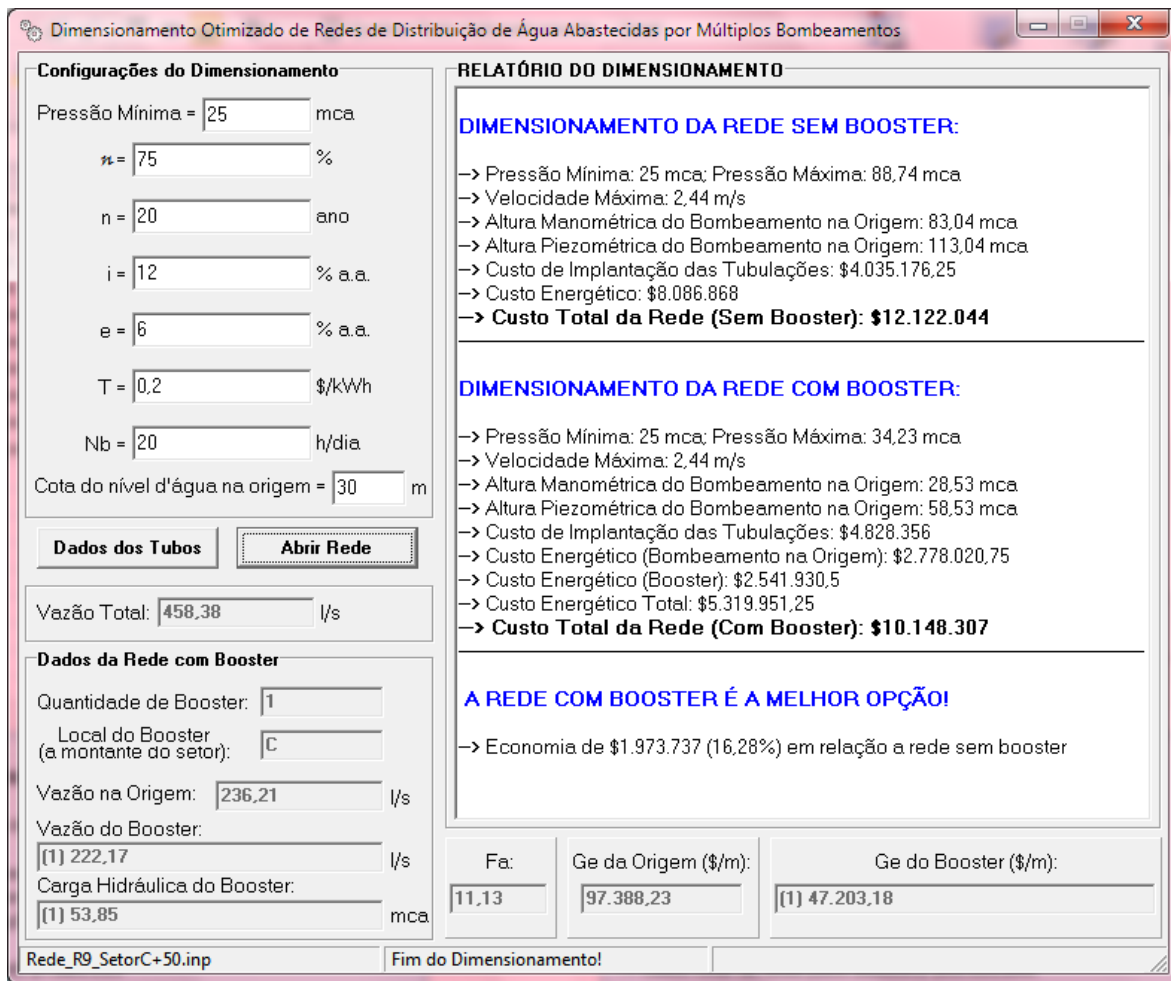 Dimensionamento Otimizado de Redes de Distribuição de Água Abastecidas por Múltiplos Bombeamentos
Configurações do Dimensionamento
Pressão Mínima = 25 mca
n = 75 %
n = 20 ano
i = 12 % a.a.
e = 6 % a.a.
T = 0,2 $/kWh
Nb = 20 h/dia
Cota do nível d'água na origem = 30 m
Dados dos Tubos
Abrir Rede
Vazão Total: 458,38 l/s
Dados da Rede com Booster
Quantidade de Booster: 1
Local do Booster
(a montante do setor): C
Vazão na Origem: 236,21 l/s
Vazão do Booster:
(1) 222,17 l/s
Carga Hidráulica do Booster:
(1) 53,85 mca
RELATÓRIO DO DIMENSIONAMENTO
DIMENSIONAMENTO DA REDE SEM BOOSTER:
--> Pressão Mínima: 25 mca; Pressão Máxima: 88,74 mca
--> Velocidade Máxima: 2,44 m/s
--> Altura Manométrica do Bombeamento na Origem: 83,04 mca
--> Altura Piezométrica do Bombeamento na Origem: 113,04 mca
--> Custo de Implantação das Tubulações: $4.035.176,25
--> Custo Energético: $8.086.868
--> Custo Total da Rede (Sem Booster): $12.122.044
DIMENSIONAMENTO DA REDE COM BOOSTER:
--> Pressão Mínima: 25 mca; Pressão Máxima: 34,23 mca
--> Velocidade Máxima: 2,44 m/s
--> Altura Manométrica do Bombeamento na Origem: 28,53 mca
--> Altura Piezométrica do Bombeamento na Origem: 58,53 mca
--> Custo de Implantação das Tubulações: $4.828.356
--> Custo Energético (Bombeamento na Origem): $2.778.020,75
--> Custo Energético (Booster): $2.541.930,5
--> Custo Energético Total: $5.319.951,25
--> Custo Total da Rede (Com Booster): $10.148.307
A REDE COM BOOSTER É A MELHOR OPÇÃO!
--> Economia de $1.973.737 (16,28%) em relação a rede sem booster
Fa:
11,13
Ge da Origem ($/m):
97.388,23
Ge do Booster ($/m):
(1) 47.203,18
Rede_R9_SetorC+50.inp
Fim do Dimensionamento!